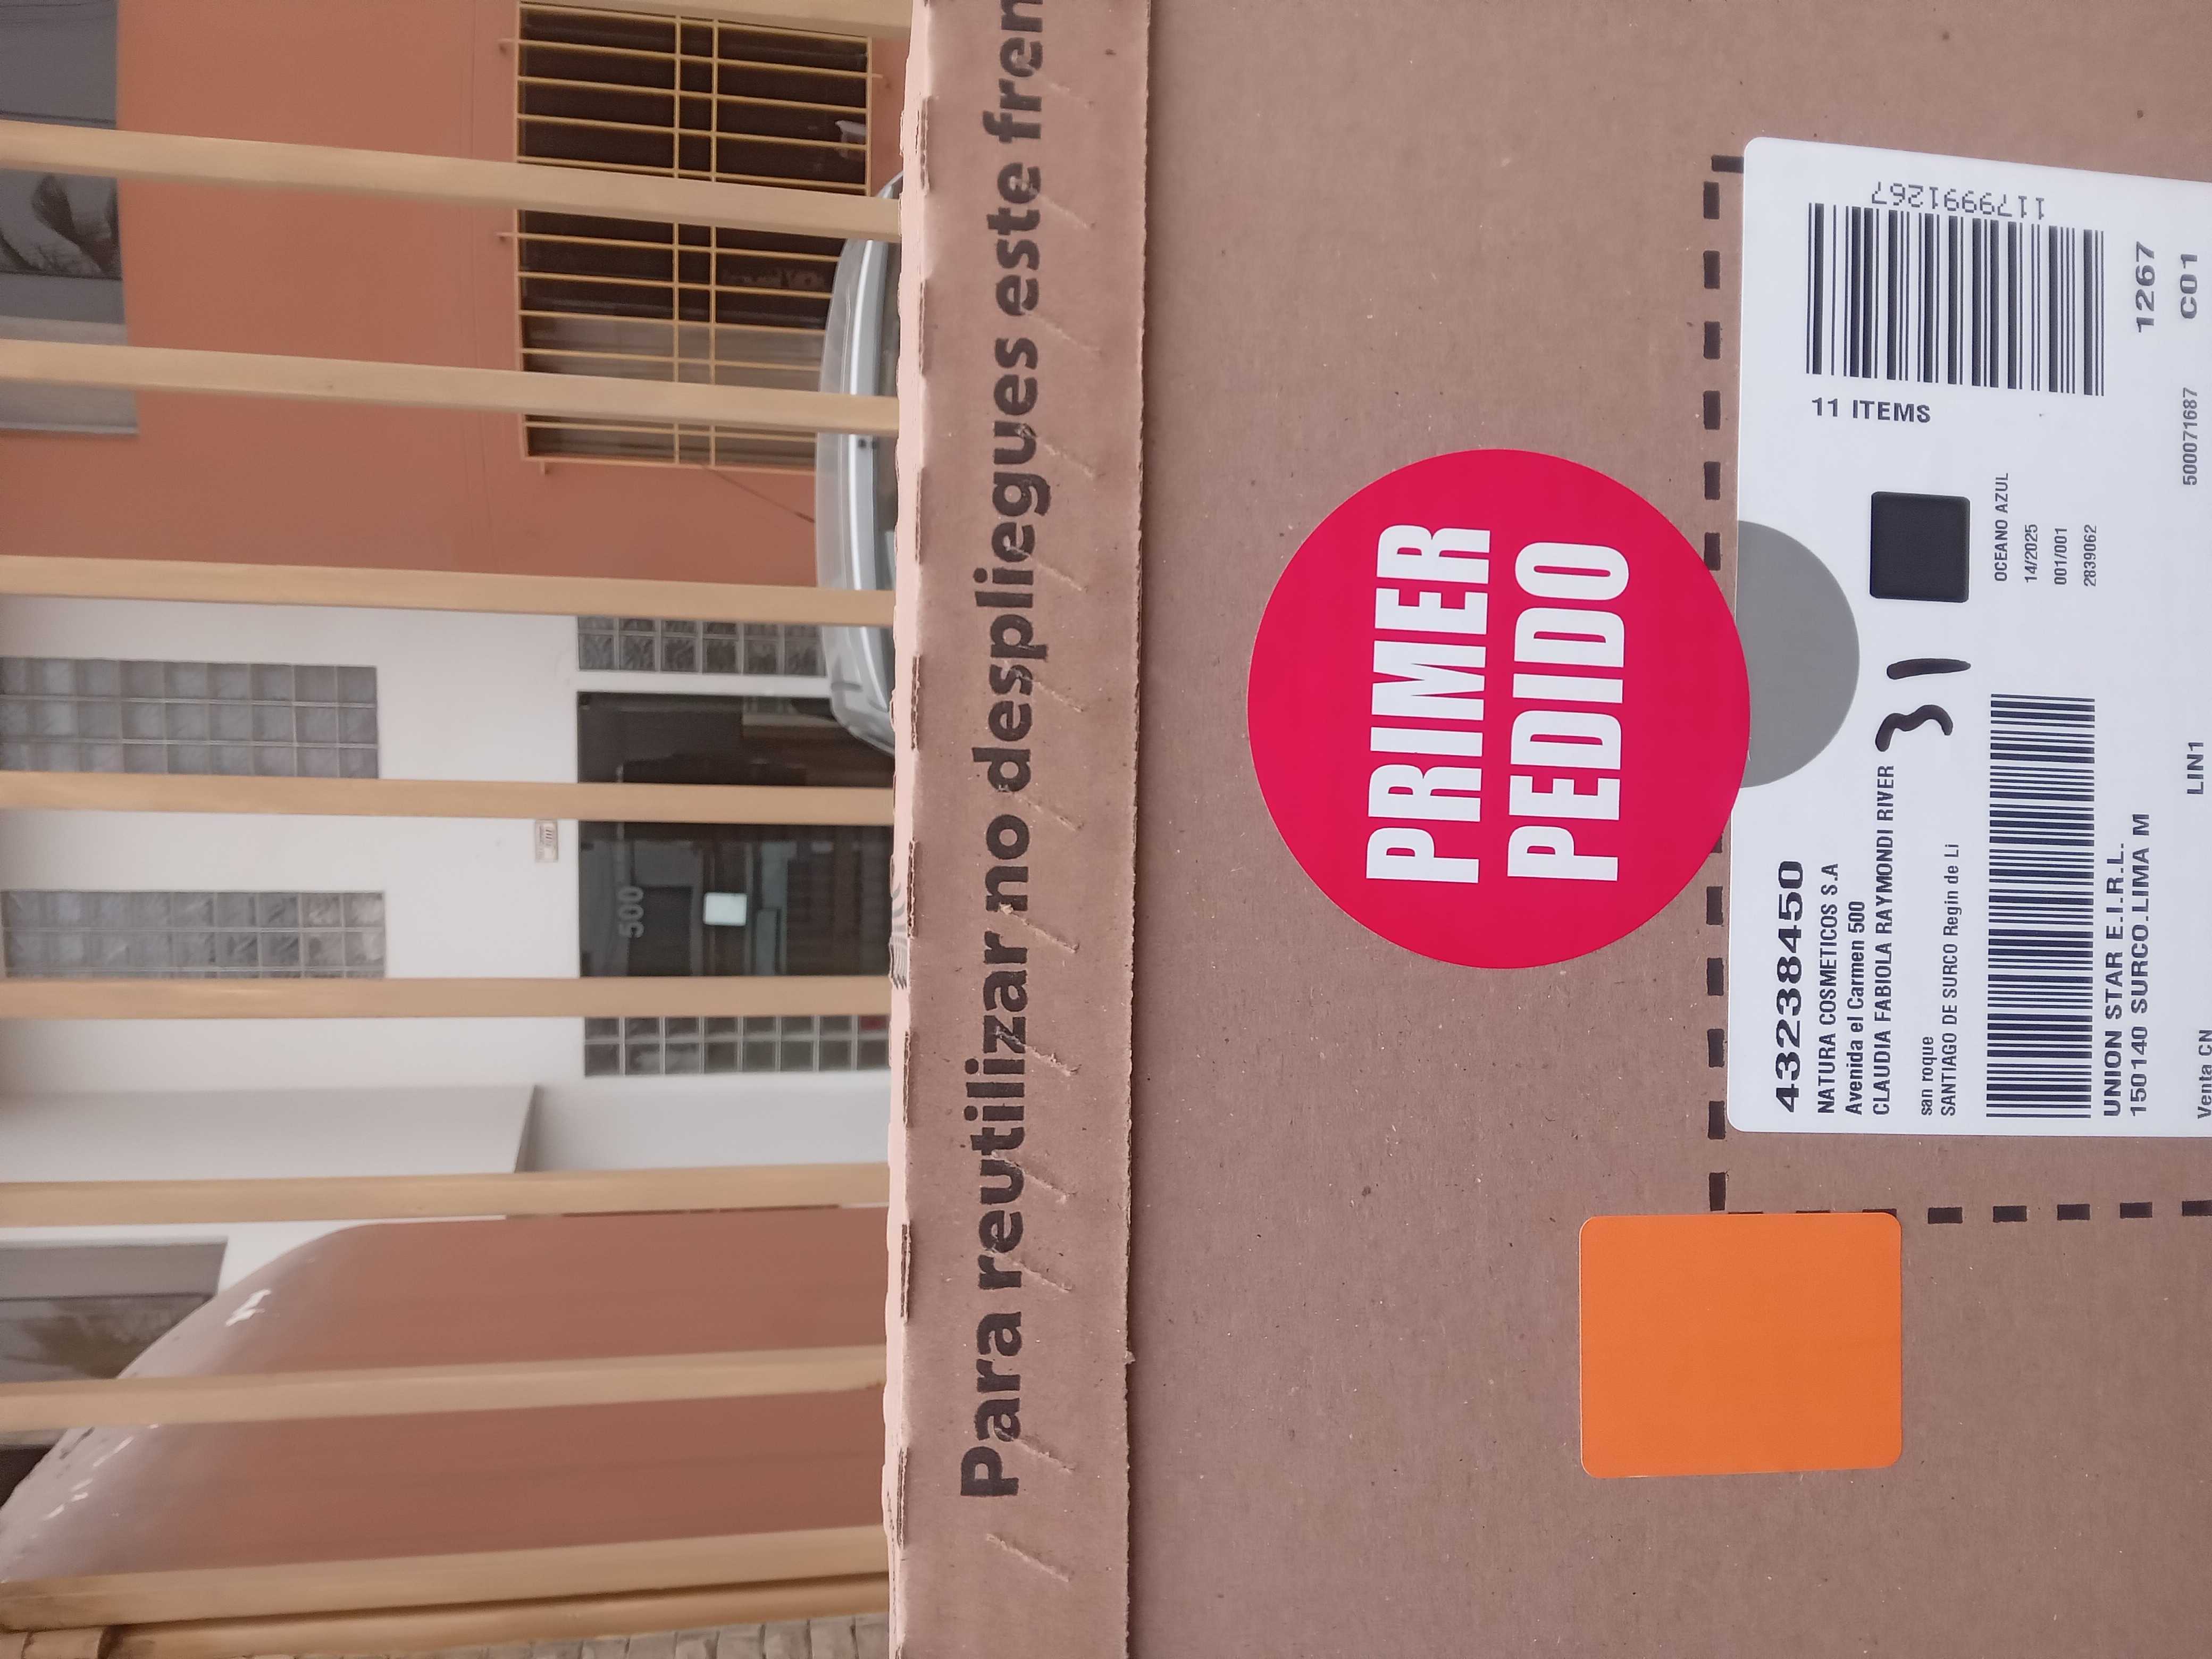 500
Para reutilizar no despliegues este fren
PRIMER
PEDIDO
43238450
NATURA COSMETICOS S.A
Avenida el Carmen 500
CLAUDIA FABIOLA RAYMONDI RIVER
31
san roque
SANTIAGO DE SURCO Regin de Li
UNION STAR E.I.R.L.
150140 SURCO.LIMA M
Venta CN
LIN1
11 ITEMS
1179991267
OCEANO AZUL
14/2025
001/001
2839062
1267
500071687
C01